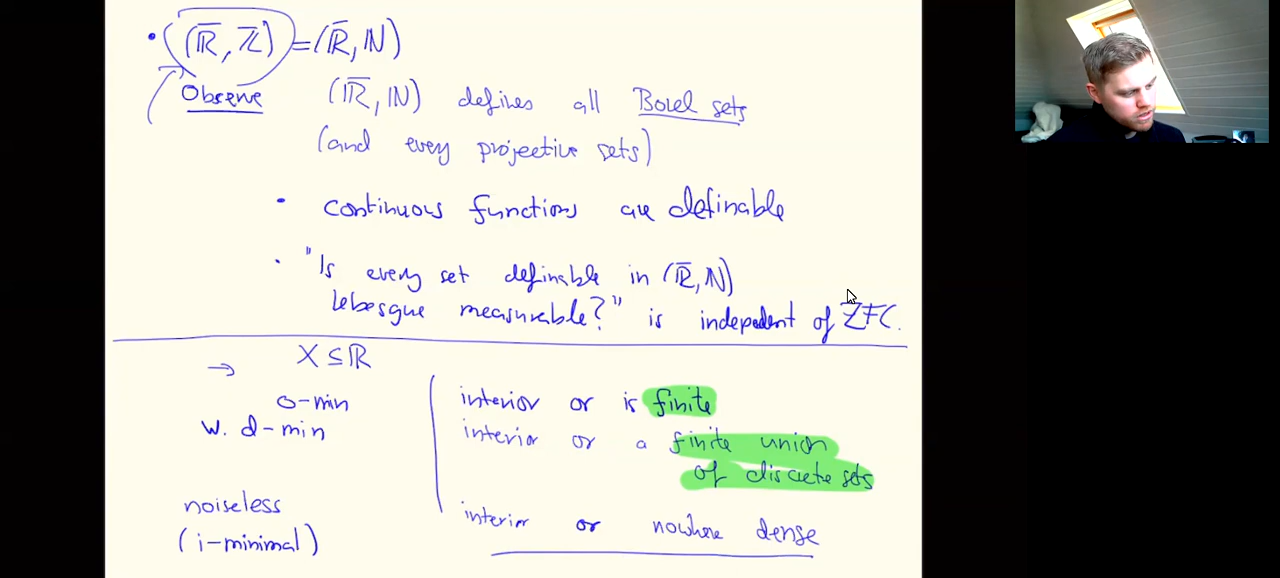 • (ℝ̄, ℤ) = (ℝ̄, ℕ)
Observe (ℝ̄, ℕ) defines all Borel sets
(and every projective sets)
• continuous functions are definable
• "Is every set definable in (ℝ̄, ℕ)
Lebesgue measurable?" is independent of ZFC.
→ X ⊆ ℝ
o-min interior or is finite
w. d-min interior or a finite union
of discrete sets
noiseless interior or nowhere dense
(i-minimal)